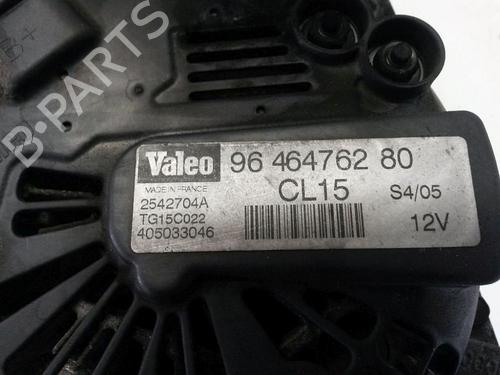 B+
B-PARTS
Valeo 96 464762 80
MADE IN FRANCE CL15 S4/05
2542704A
TG15C022 12V
405033046